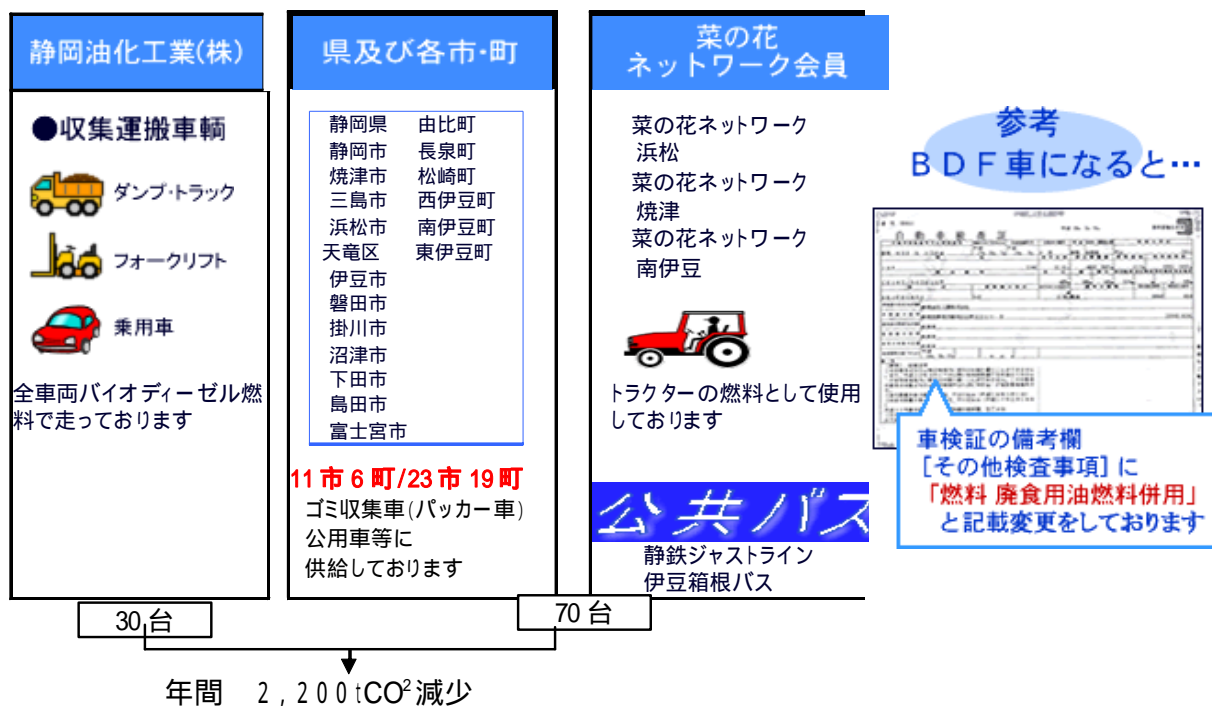 静岡油化工業(株)
●収集運搬車輌
ダンプ・トラック
フォークリフト
乗用車
全車両バイオディーゼル燃
料で走っております
30台
県及び各市・町
静岡県 由比町
静岡市 長泉町
焼津市 松崎町
三島市 西伊豆町
浜松市 南伊豆町
天竜区 東伊豆町
伊豆市
磐田市
掛川市
沼津市
下田市
島田市
富士宮市
11市6町/23市19町
ゴミ収集車(パッカー車)
公用車等に
供給しております
70台
菜の花
ネットワーク会員
菜の花ネットワーク
浜松
菜の花ネットワーク
焼津
菜の花ネットワーク
南伊豆
トラクターの燃料として使用
しております
公共バス
静鉄ジャストライン
伊豆箱根バス
年間 2,200tCO²減少
参考
BDF車になると…
自動車検査証
車検証の備考欄
[その他検査事項]に
「燃料 廃食用油燃料併用」
と記載変更をしております